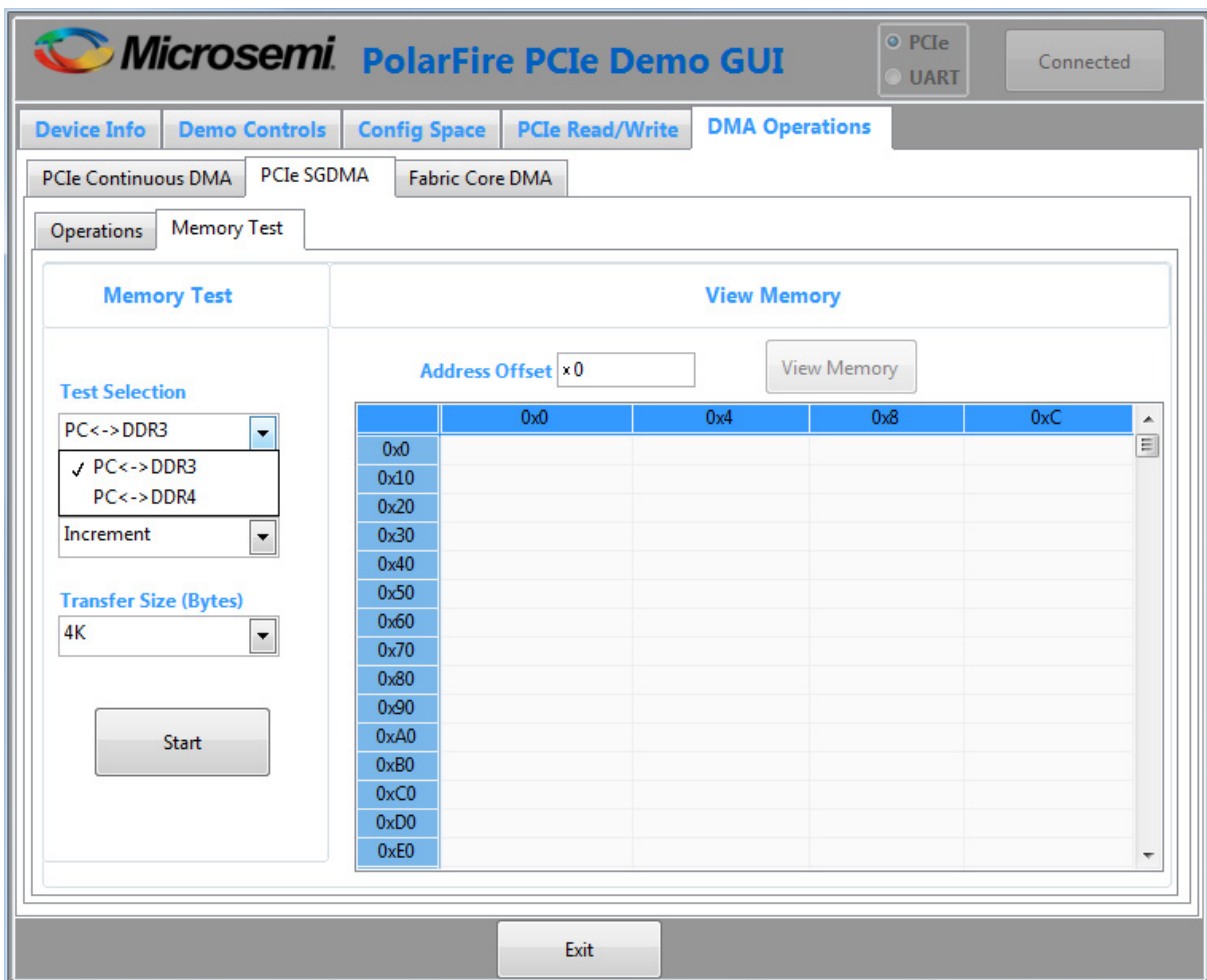 Microsemi. PolarFire PCIe Demo GUI
PCIe
UART
Connected
Device Info Demo Controls Config Space PCIe Read/Write DMA Operations
PCIe Continuous DMA PCIe SGDMA Fabric Core DMA
Operations Memory Test
Memory Test
View Memory
Test Selection
PC<->DDR3
✓ PC<->DDR3
PC<->DDR4
Increment
Transfer Size (Bytes)
4K
Start
Address Offset x 0 View Memory
0x0 0x4 0x8 0xC
0x0
0x10
0x20
0x30
0x40
0x50
0x60
0x70
0x80
0x90
0xA0
0xB0
0xC0
0xD0
0xE0
Exit